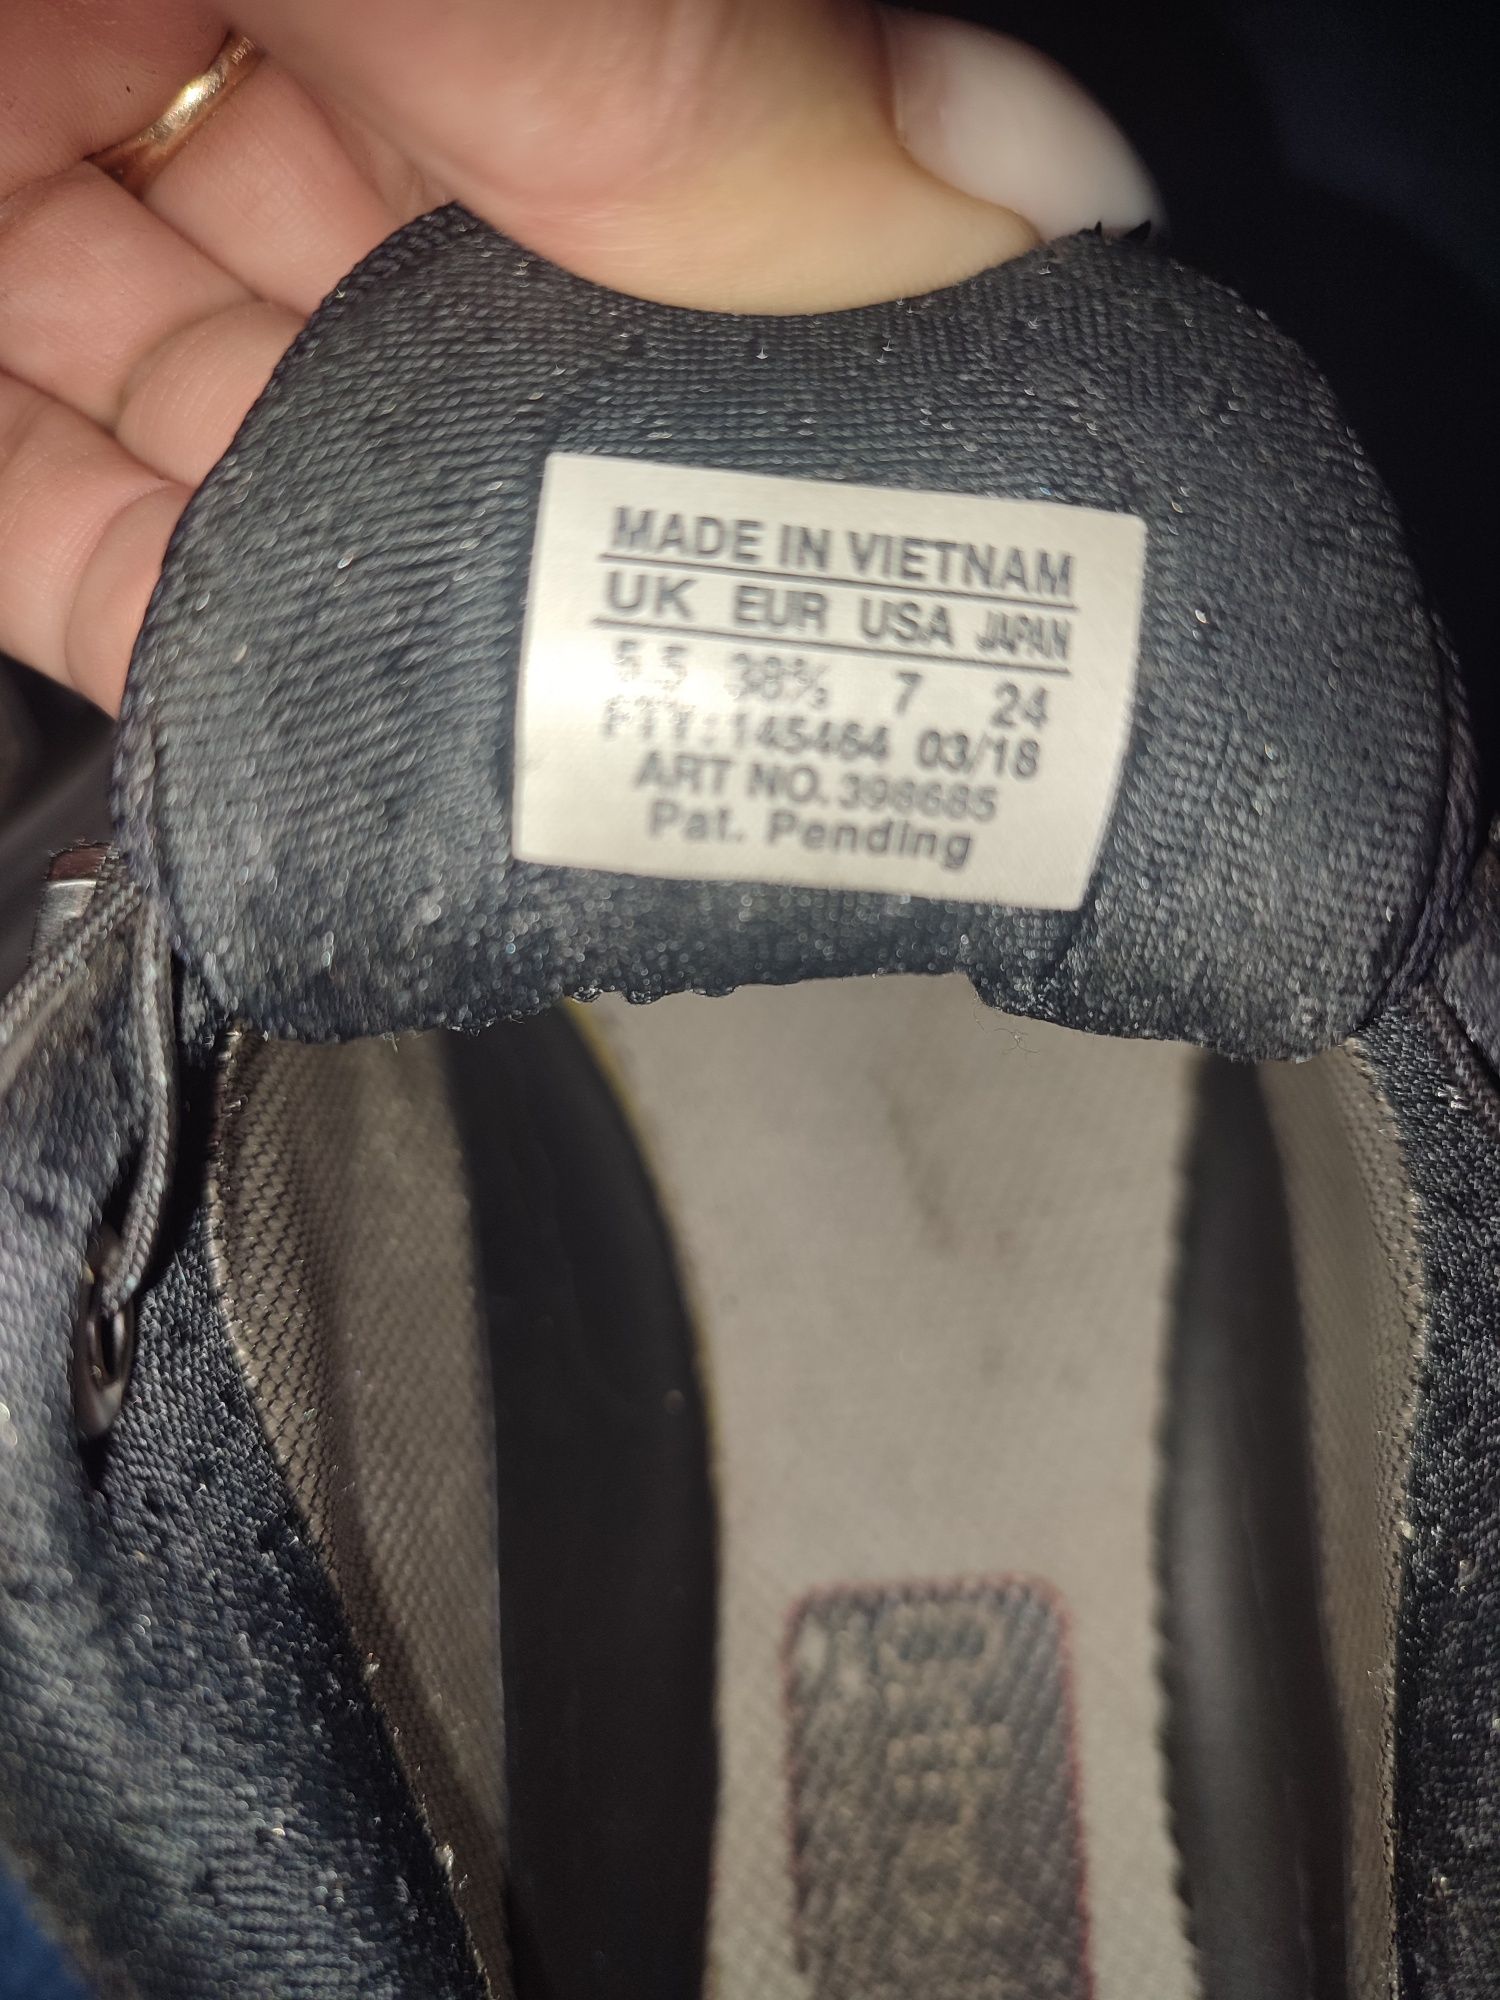 MADE IN VIETNAM
UK EUR USA JAPAN
5.5 38⅔ 7 24
FTY: 145464 03/18
ART NO. 398685
Pat. Pending